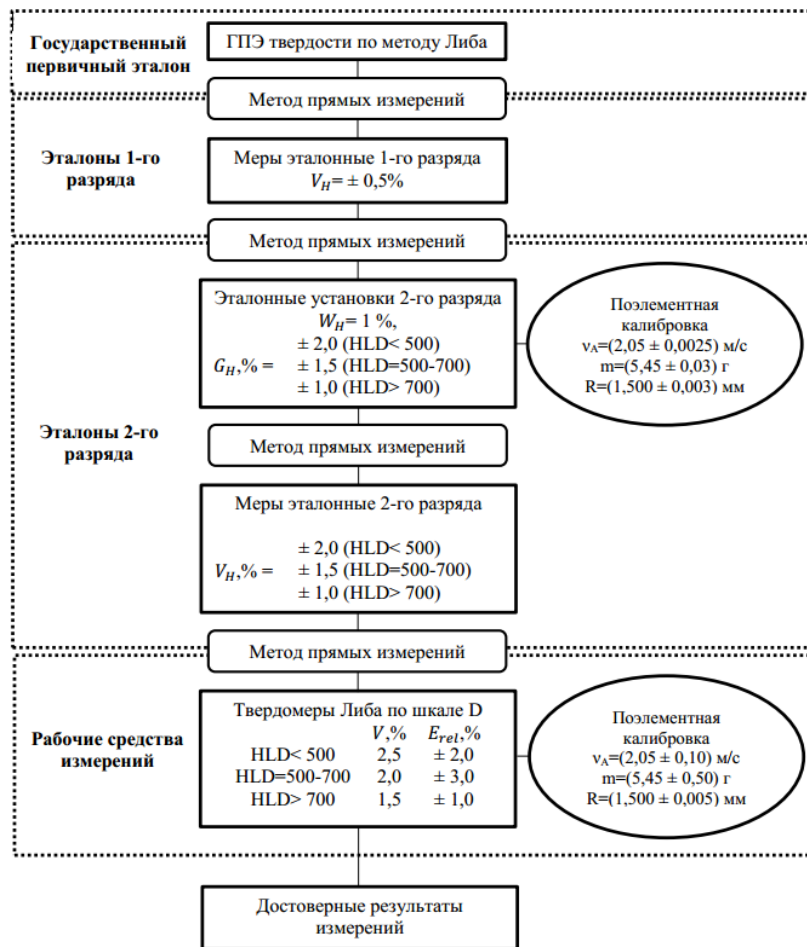 Государственный
первичный эталон
ГПЭ твердости по методу Либа
Метод прямых измерений
Эталоны 1-го
разряда
Меры эталонные 1-го разряда
V_H= ± 0,5%
Метод прямых измерений
Эталоны 2-го
разряда
Эталонные установки 2-го разряда
W_H= 1 %,
± 2,0 (HLD< 500)
G_H,% = ± 1,5 (HLD=500-700)
± 1,0 (HLD> 700)
Поэлементная
калибровка
ν_A=(2,05 ± 0,0025) м/с
m=(5,45 ± 0,03) г
R=(1,500 ± 0,003) мм
Метод прямых измерений
Меры эталонные 2-го разряда
± 2,0 (HLD< 500)
V_H,% = ± 1,5 (HLD=500-700)
± 1,0 (HLD> 700)
Метод прямых измерений
Рабочие средства
измерений
Твердомеры Либа по шкале D
V,% E_rel,%
HLD< 500 2,5 ± 2,0
HLD=500-700 2,0 ± 3,0
HLD> 700 1,5 ± 1,0
Поэлементная
калибровка
ν_A=(2,05 ± 0,10) м/с
m=(5,45 ± 0,50) г
R=(1,500 ± 0,005) мм
Достоверные результаты
измерений